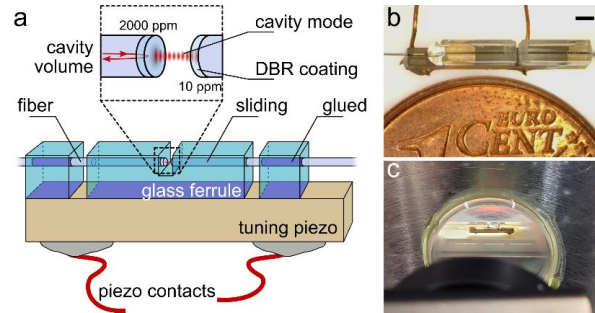 a
2000 ppm
cavity mode
cavity
volume
DBR coating
10 ppm
fiber
sliding
glued
glass ferrule
tuning piezo
piezo contacts
b
EURO
CENT
c